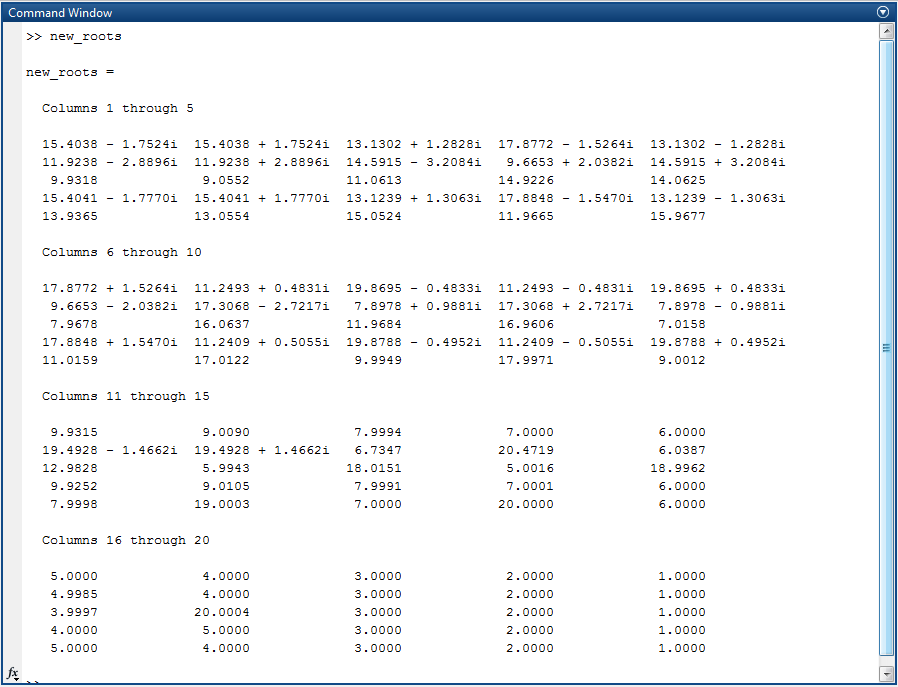 Command Window
>> new_roots
new_roots =
Columns 1 through 5
15.4038 - 1.7524i 15.4038 + 1.7524i 13.1302 + 1.2828i 17.8772 - 1.5264i 13.1302 - 1.2828i
11.9238 - 2.8896i 11.9238 + 2.8896i 14.5915 - 3.2084i 9.6653 + 2.0382i 14.5915 + 3.2084i
9.9318 9.0552 11.0613 14.9226 14.0625
15.4041 - 1.7770i 15.4041 + 1.7770i 13.1239 + 1.3063i 17.8848 - 1.5470i 13.1239 - 1.3063i
13.9365 13.0554 15.0524 11.9665 15.9677
Columns 6 through 10
17.8772 + 1.5264i 11.2493 + 0.4831i 19.8695 - 0.4833i 11.2493 - 0.4831i 19.8695 + 0.4833i
9.6653 - 2.0382i 17.3068 - 2.7217i 7.8978 + 0.9881i 17.3068 + 2.7217i 7.8978 - 0.9881i
7.9678 16.0637 11.9684 16.9606 7.0158
17.8848 + 1.5470i 11.2409 + 0.5055i 19.8788 - 0.4952i 11.2409 - 0.5055i 19.8788 + 0.4952i
11.0159 17.0122 9.9949 17.9971 9.0012
Columns 11 through 15
9.9315 9.0090 7.9994 7.0000 6.0000
19.4928 - 1.4662i 19.4928 + 1.4662i 6.7347 20.4719 6.0387
12.9828 5.9943 18.0151 5.0016 18.9962
9.9252 9.0105 7.9991 7.0001 6.0000
7.9998 19.0003 7.0000 20.0000 6.0000
Columns 16 through 20
5.0000 4.0000 3.0000 2.0000 1.0000
4.9985 4.0000 3.0000 2.0000 1.0000
3.9997 20.0004 3.0000 2.0000 1.0000
4.0000 5.0000 3.0000 2.0000 1.0000
5.0000 4.0000 3.0000 2.0000 1.0000
fx >>